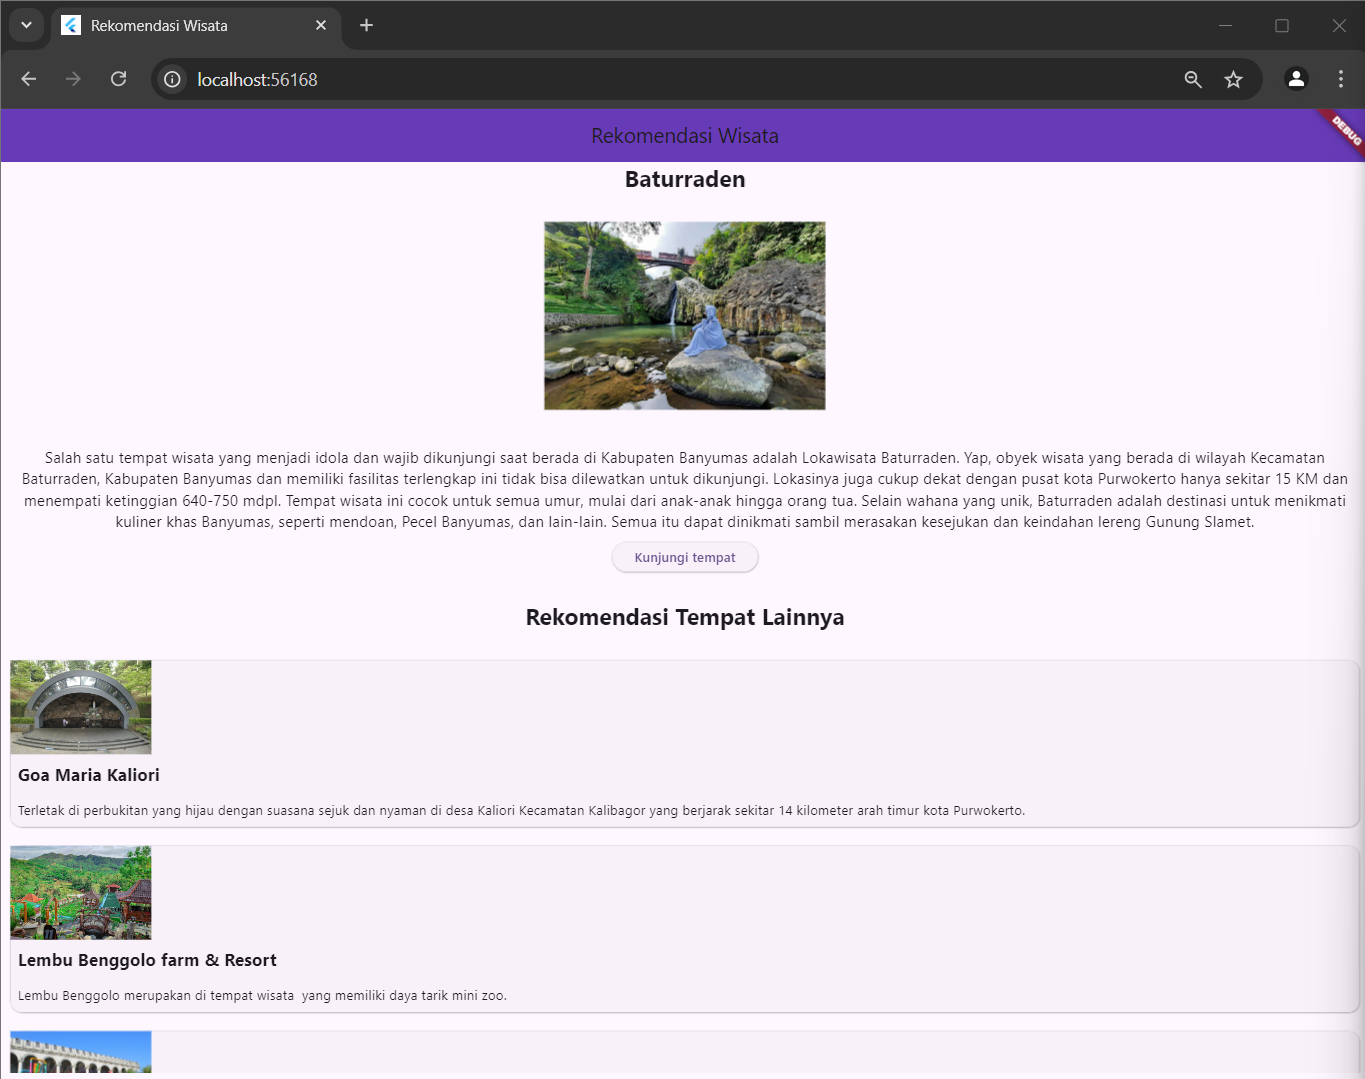 Rekomendasi Wisata
localhost:56168
Rekomendasi Wisata
DEBUG
Baturraden
Salah satu tempat wisata yang menjadi idola dan wajib dikunjungi saat berada di Kabupaten Banyumas adalah Lokawisata Baturraden. Yap, obyek wisata yang berada di wilayah Kecamatan
Baturraden, Kabupaten Banyumas dan memiliki fasilitas terlengkap ini tidak bisa dilewatkan untuk dikunjungi. Lokasinya juga cukup dekat dengan pusat kota Purwokerto hanya sekitar 15 KM dan
menempati ketinggian 640-750 mdpl. Tempat wisata ini cocok untuk semua umur, mulai dari anak-anak hingga orang tua. Selain wahana yang unik, Baturraden adalah destinasi untuk menikmati
kuliner khas Banyumas, seperti mendoan, Pecel Banyumas, dan lain-lain. Semua itu dapat dinikmati sambil merasakan kesejukan dan keindahan lereng Gunung Slamet.
Kunjungi tempat
Rekomendasi Tempat Lainnya
Goa Maria Kaliori
Terletak di perbukitan yang hijau dengan suasana sejuk dan nyaman di desa Kaliori Kecamatan Kalibagor yang berjarak sekitar 14 kilometer arah timur kota Purwokerto.
Lembu Benggolo farm & Resort
Lembu Benggolo merupakan di tempat wisata  yang memiliki daya tarik mini zoo.